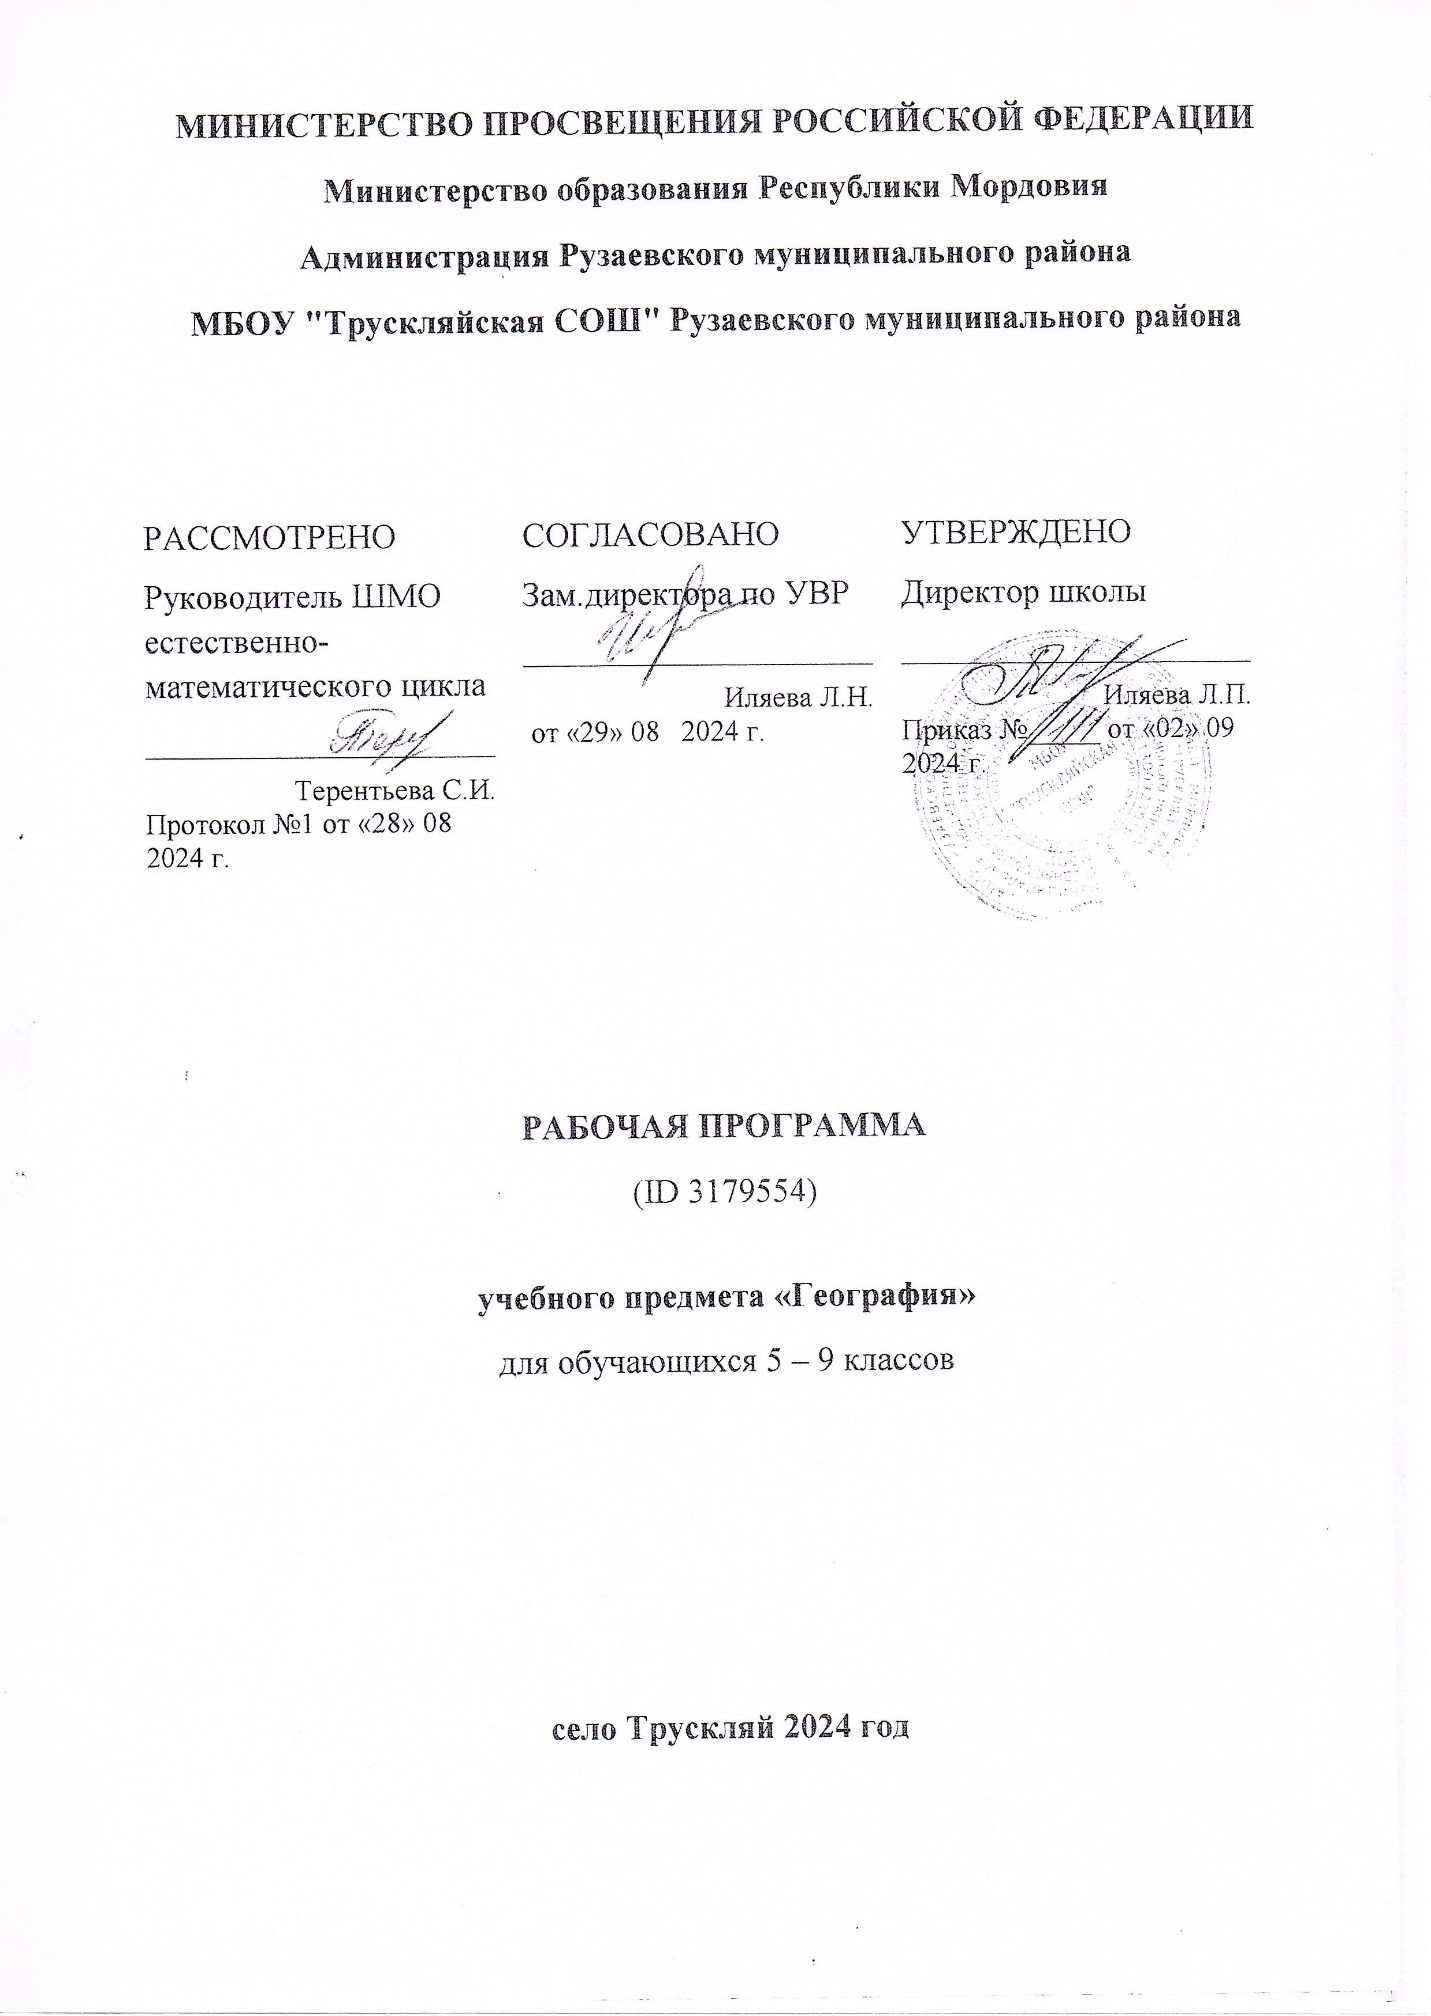 МИНИСТЕРСТВО ПРОСВЕЩЕНИЯ РОССИЙСКОЙ ФЕДЕРАЦИИ
Министерство образования Республики Мордовия
Администрация Рузаевского муниципального района
МБОУ "Трускляйская СОШ" Рузаевского муниципального района
РАССМОТРЕНО
Руководитель ШМО
естественно-
математического цикла
Терентьева С.И.
Протокол №1 от «28» 08
2024 г.
СОГЛАСОВАНО
Зам.директора по УВР
Иляева Л.Н.
от «29» 08 2024 г.
УТВЕРЖДЕНО
Директор школы
Иляева Л.П.
Приказ № от «02» 09
2024 г.
МБОУ
"ТРУСКЛЯЙСКАЯ
СОШ"
РАБОЧАЯ ПРОГРАММА
(ID 3179554)
учебного предмета «География»
для обучающихся 5 – 9 классов
село Трускляй 2024 год